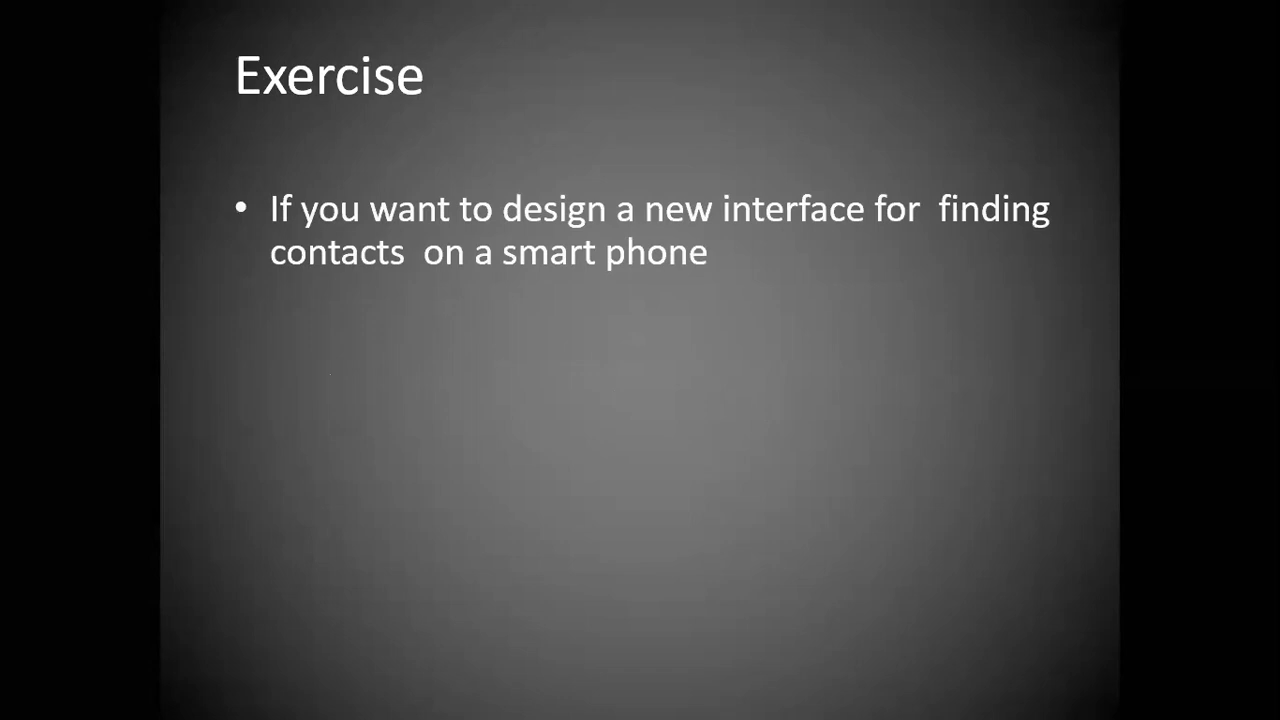 Exercise
• If you want to design a new interface for  finding
contacts  on a smart phone